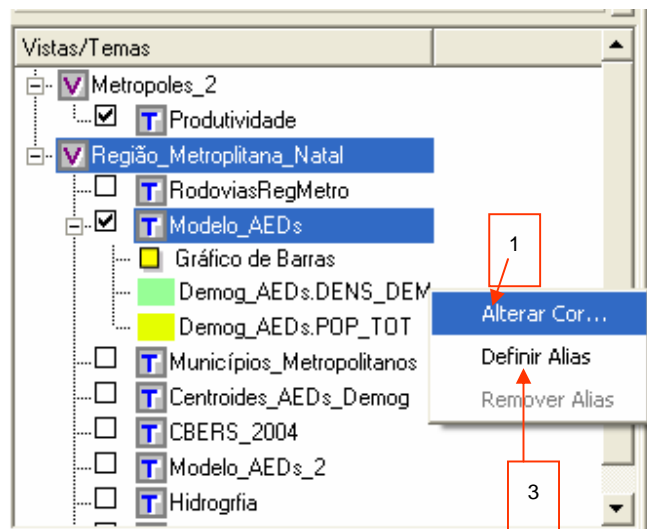 Vistas/Temas
V Metropoles_2
T Produtividade
V Região_Metroplitana_Natal
T RodoviasRegMetro
T Modelo_AEDs
1
Gráfico de Barras
Demog_AEDs.DENS_DEM
Alterar Cor...
Demog_AEDs.POP_TOT
Definir Alias
T Municípios_Metropolitanos
Remover Alias
T Centroides_AEDs_Demog
T CBERS_2004
T Modelo_AEDs_2
3
T Hidrogrfia